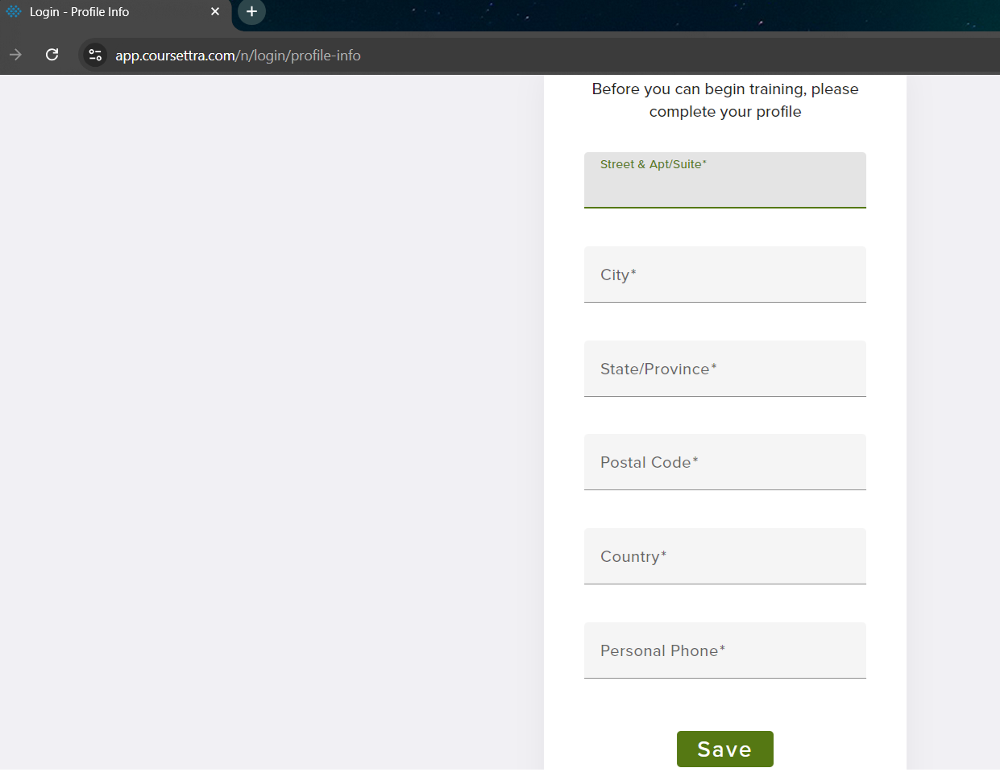 Login - Profile Info
app.coursettra.com/n/login/profile-info
Before you can begin training, please
complete your profile
Street & Apt/Suite*
City*
State/Province*
Postal Code*
Country*
Personal Phone*
Save